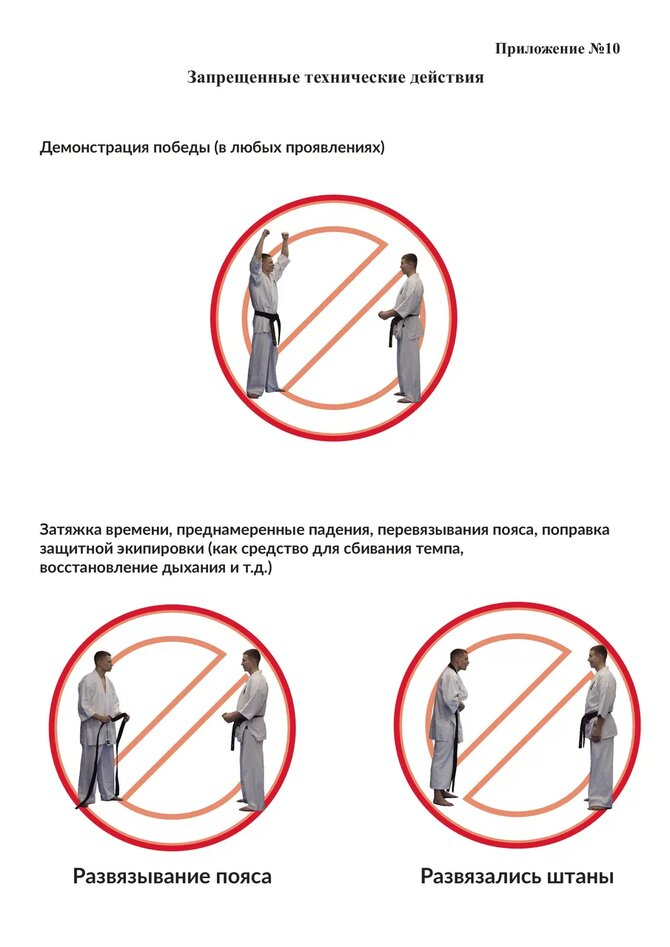 Приложение №10
Запрещенные технические действия
Демонстрация победы (в любых проявлениях)
Затяжка времени, преднамеренные падения, перевязывания пояса, поправка
защитной экипировки (как средство для сбивания темпа,
восстановление дыхания и т.д.)
Развязывание пояса
Развязались штаны